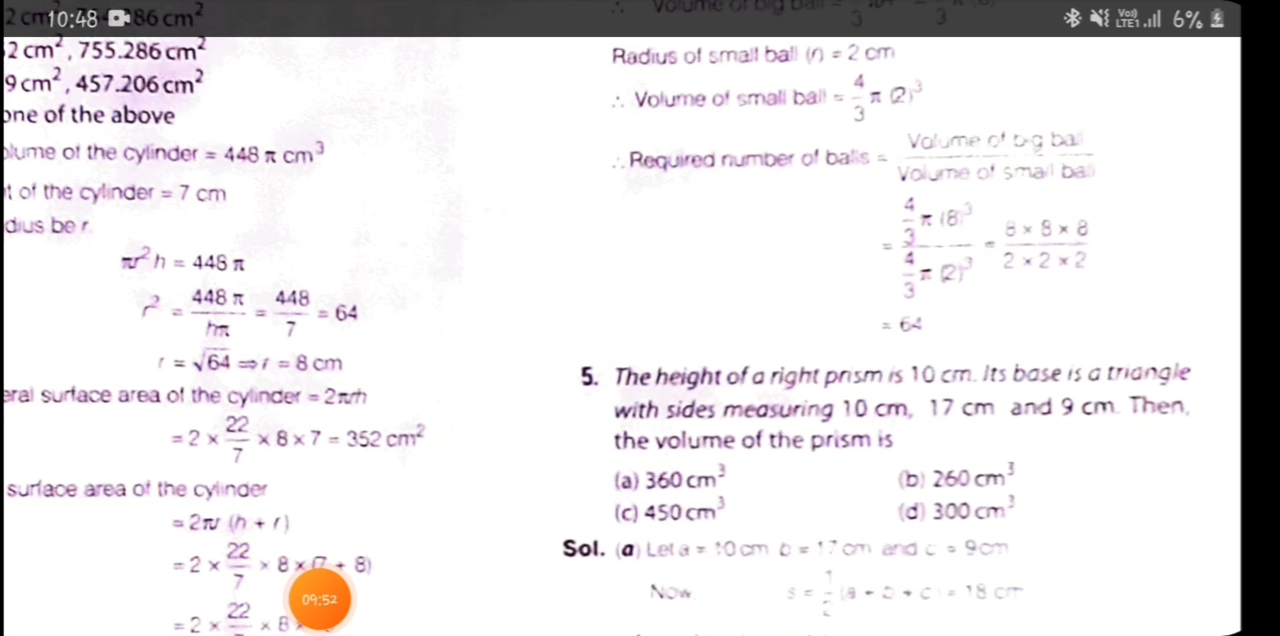 10:48
VoD LTE1 6%
2 cm², 755.286 cm²
9 cm², 457.206 cm²
one of the above
lume of the cylinder = 448 π cm³
t of the cylinder = 7 cm
dius be r.
πr²h = 448 π
r² = 448 π / hπ = 448 / 7 = 64
r = √64 ⇒ r = 8 cm
eral surface area of the cylinder = 2πrh
= 2 × 22/7 × 8 × 7 = 352 cm²
surface area of the cylinder
= 2πr (h + r)
= 2 × 22/7 × 8 × (7 + 8)
= 2 × 22/7 × 8
09:52
Radius of small ball (r) = 2 cm
∴ Volume of small ball = 4/3 π (2)³
∴ Required number of balls = Volume of big ball / Volume of small ball
= 4/3 π (8)³ / 4/3 π (2)³ = 8 × 8 × 8 / 2 × 2 × 2
= 64
5. The height of a right prism is 10 cm. Its base is a triangle
with sides measuring 10 cm, 17 cm and 9 cm. Then,
the volume of the prism is
(a) 360 cm³ (b) 260 cm³
(c) 450 cm³ (d) 300 cm³
Sol. (a) Let a = 10 cm b = 17 cm and c = 9 cm
Now s = 1/2 (a + b + c) = 18 cm